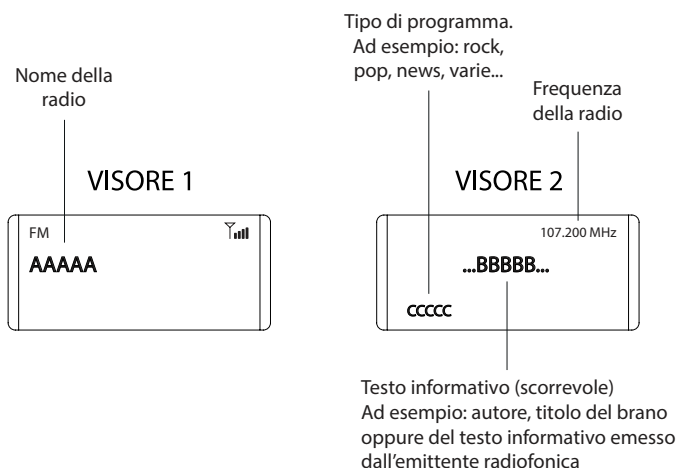 Nome della
radio
VISORE 1
FM
AAAAA
Tipo di programma.
Ad esempio: rock,
pop, news, varie...
Frequenza
della radio
VISORE 2
107.200 MHz
...BBBBB...
CCCCC
Testo informativo (scorrevole)
Ad esempio: autore, titolo del brano
oppure del testo informativo emesso
dall'emittente radiofonica